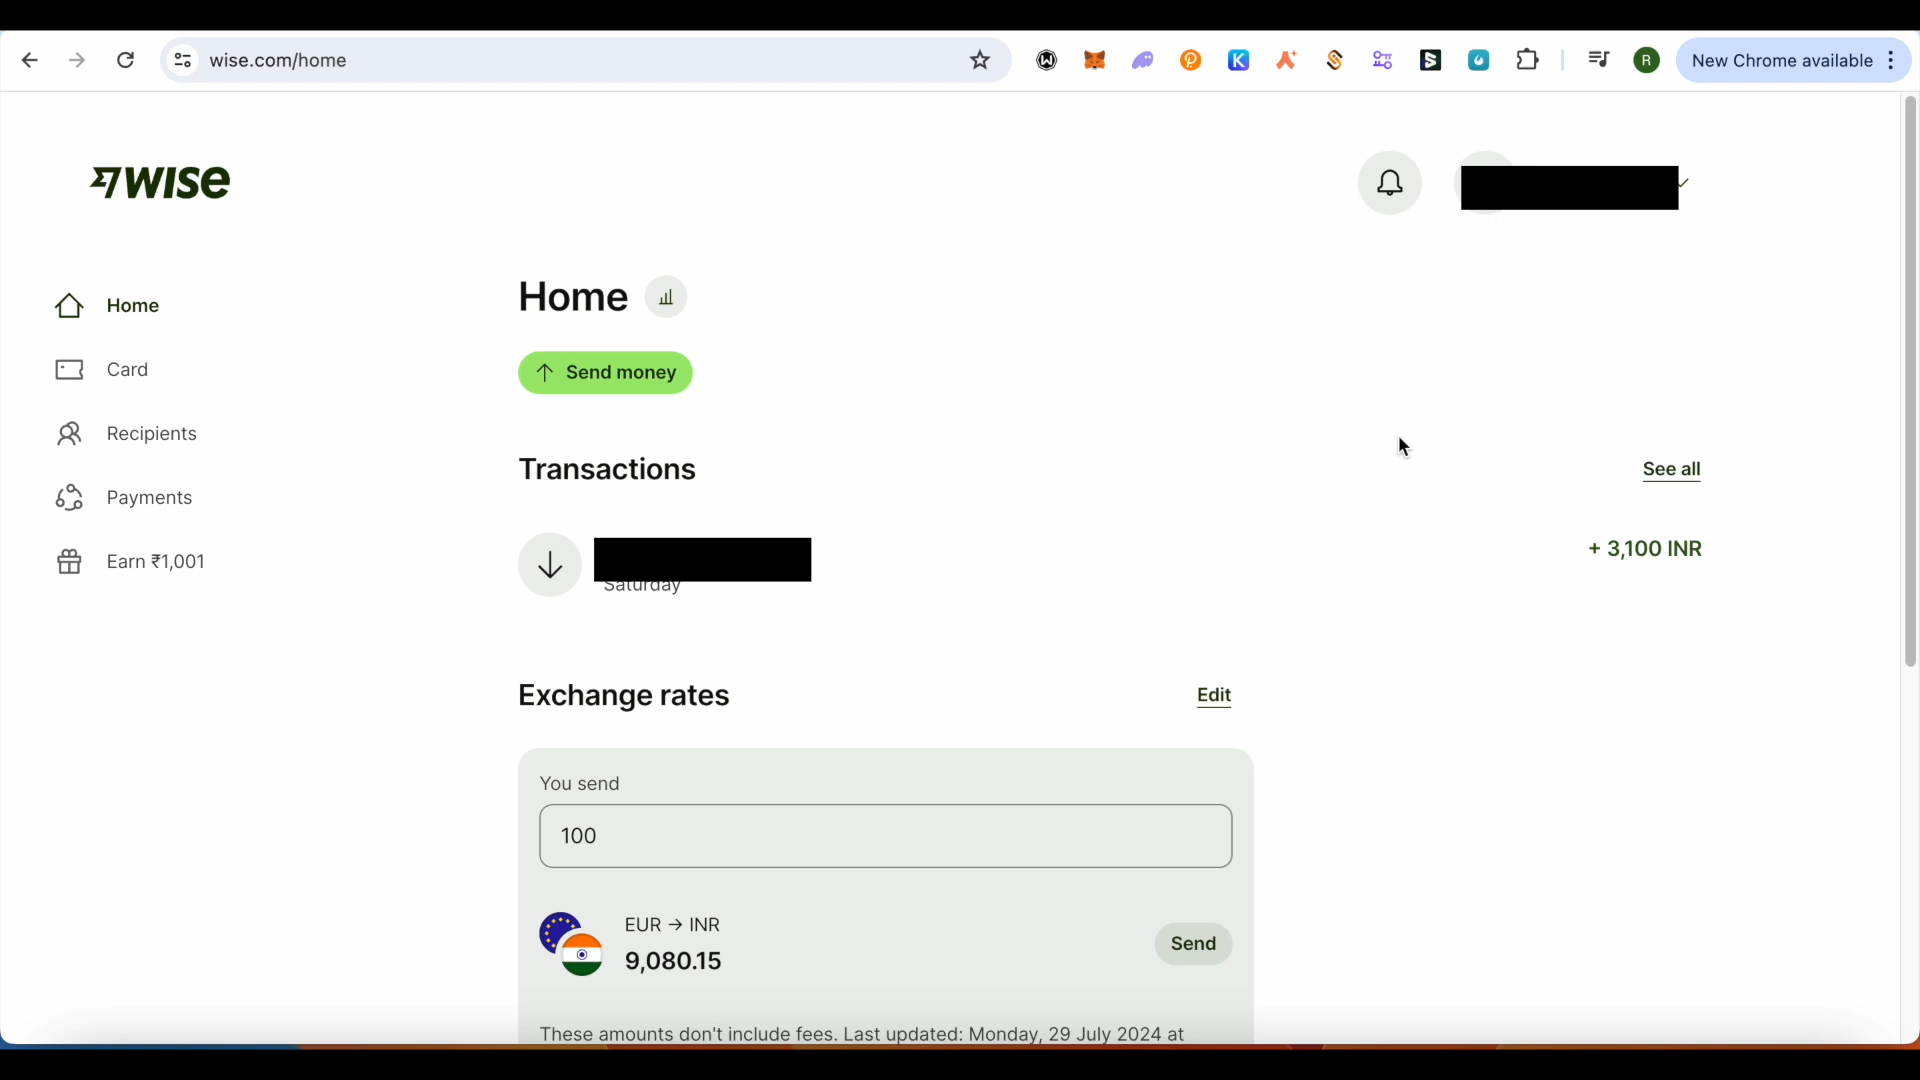 wise.com/home
R
New Chrome available
7WISE
Home
Card
Recipients
Payments
Earn ₹1,001
Home
Send money
Transactions
See all
Saturday
+ 3,100 INR
Exchange rates
Edit
You send
100
EUR → INR
9,080.15
Send
These amounts don't include fees. Last updated: Monday, 29 July 2024 at